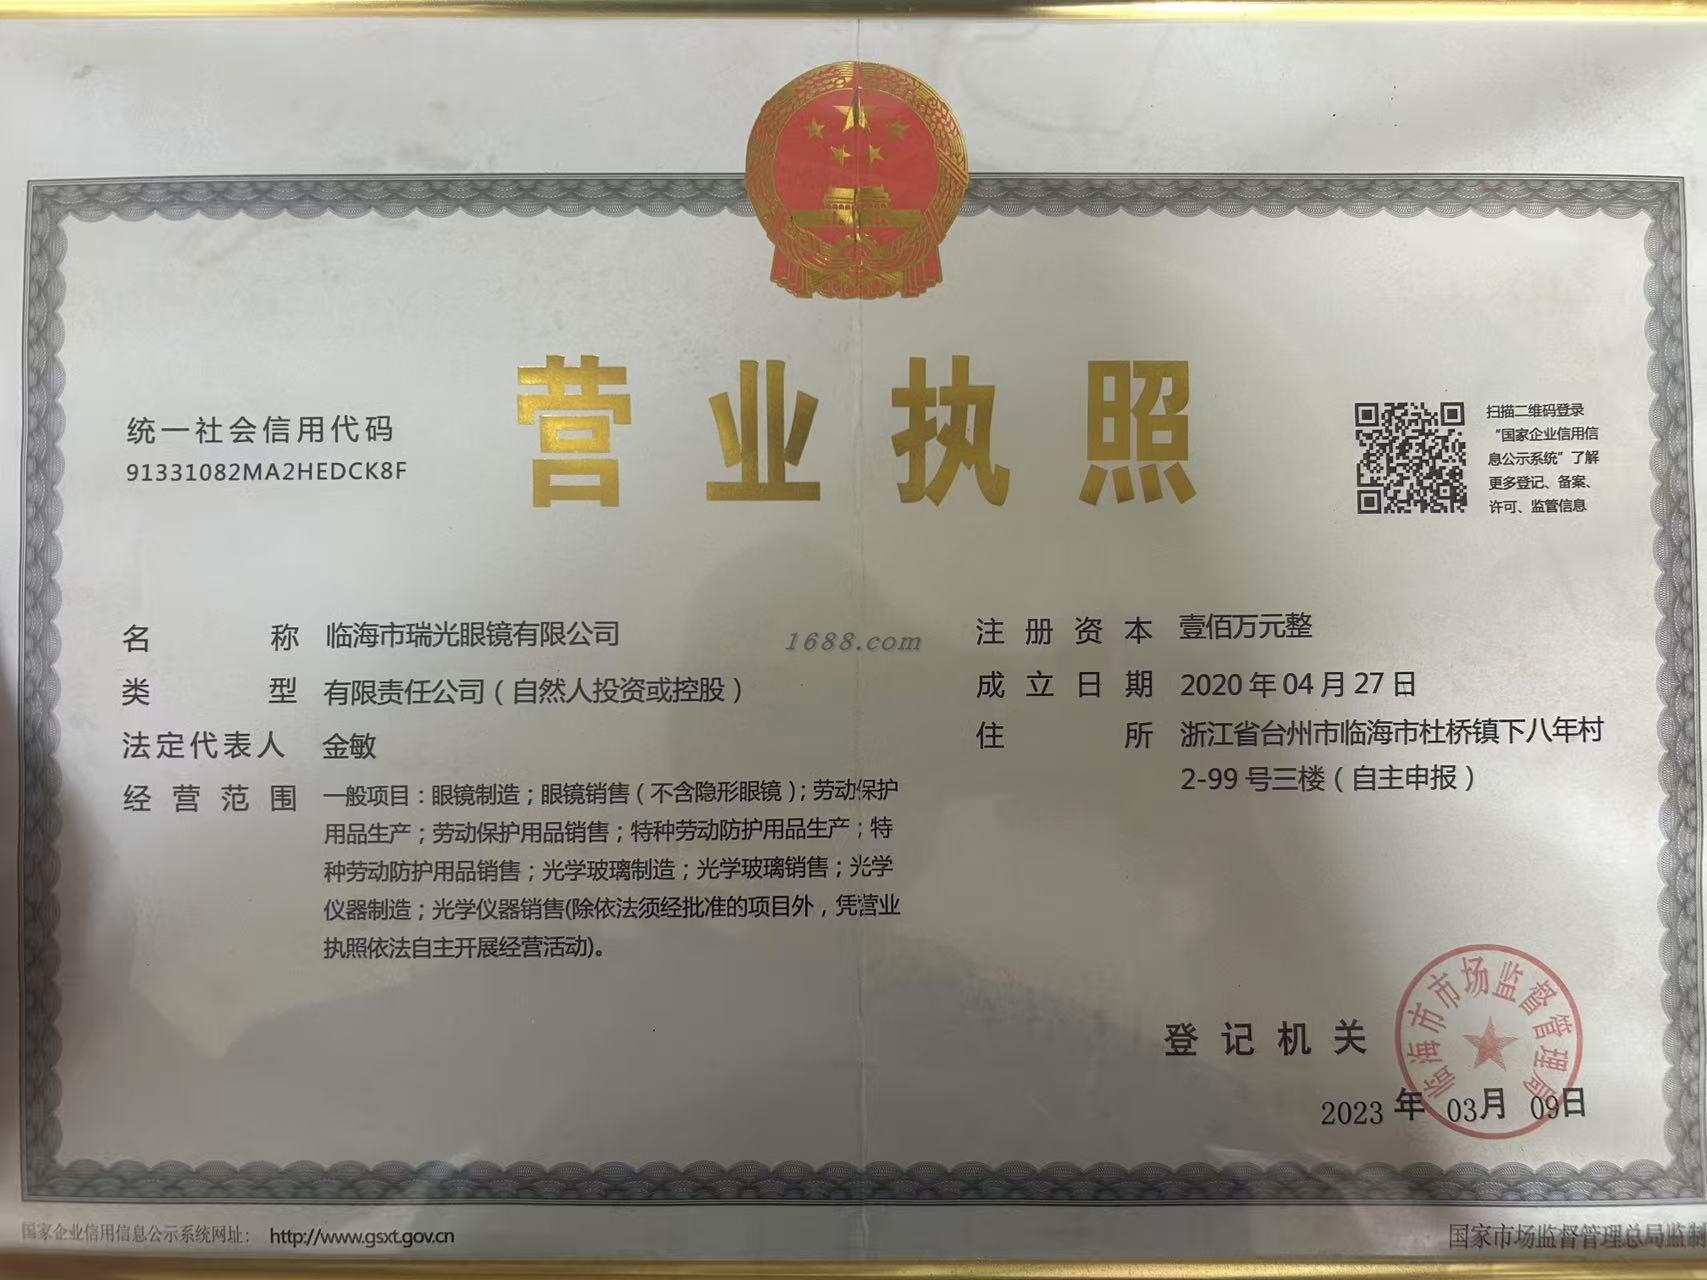 营业执照
统一社会信用代码
91331082MA2HEDCK8F
扫描二维码登录
“国家企业信用信
息公示系统”了解
更多登记、备案、
许可、监管信息
名称 临海市瑞光眼镜有限公司
类型 有限责任公司（自然人投资或控股）
法定代表人 金敏
经营范围 一般项目：眼镜制造；眼镜销售（不含隐形眼镜）；劳动保护
用品生产；劳动保护用品销售；特种劳动防护用品生产；特
种劳动防护用品销售；光学玻璃制造；光学玻璃销售；光学
仪器制造；光学仪器销售(除依法须经批准的项目外，凭营业
执照依法自主开展经营活动)。
1688.com
注册资本 壹佰万元整
成立日期 2020年04月27日
住所 浙江省台州市临海市杜桥镇下八年村
2-99号三楼（自主申报）
登记机关
临海市市场监督管理局
2023年03月09日
国家企业信用信息公示系统网址： http://www.gsxt.gov.cn
国家市场监督管理总局监制